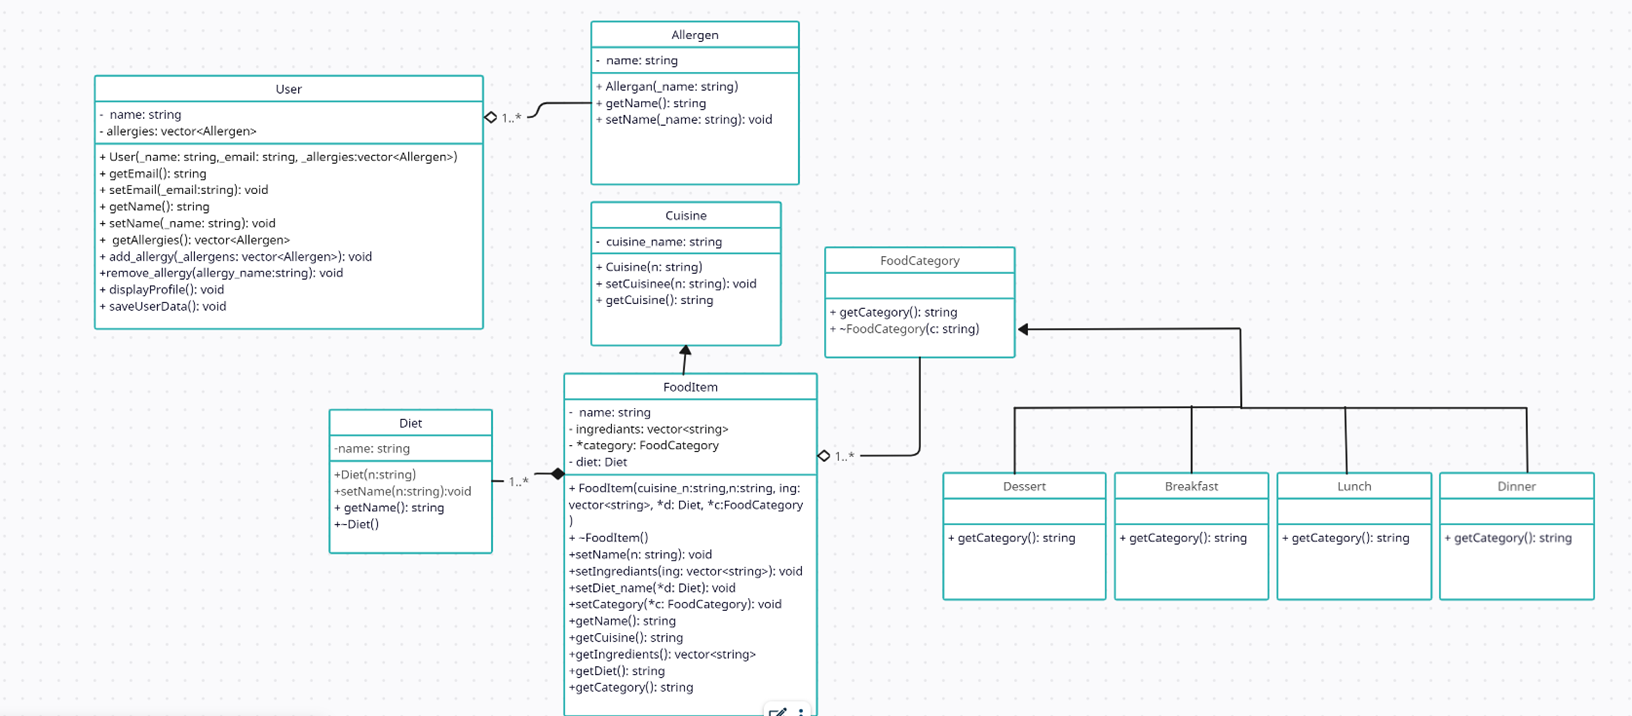 Allergen
- name: string
+ Allergan(_name: string)
+ getName(): string
+ setName(_name: string): void
User
- name: string
- allergies: vector<Allergen>
+ User(_name: string,_email: string, _allergies:vector<Allergen>)
+ getEmail(): string
+ setEmail(_email:string): void
+ getName(): string
+ setName(_name: string): void
+ getAllergies(): vector<Allergen>
+ add_allergy(_allergens: vector<Allergen>): void
+remove_allergy(allergy_name:string): void
+ displayProfile(): void
+ saveUserData(): void
1..*
Cuisine
- cuisine_name: string
+ Cuisine(n: string)
+ setCuisinee(n: string): void
+ getCuisine(): string
FoodCategory
+ getCategory(): string
+ ~FoodCategory(c: string)
FoodItem
- name: string
- ingrediants: vector<string>
- *category: FoodCategory
- diet: Diet
+ FoodItem(cuisine_n:string,n:string, ing:
vector<string>, *d: Diet, *c:FoodCategory
)
+ ~FoodItem()
+setName(n: string): void
+setIngrediants(ing: vector<string>): void
+setDiet_name(*d: Diet): void
+setCategory(*c: FoodCategory): void
+getName(): string
+getCuisine(): string
+getIngredients(): vector<string>
+getDiet(): string
+getCategory(): string
Diet
-name: string
+Diet(n:string)
+setName(n:string):void
+ getName(): string
+~Diet()
1..*
1..*
Dessert
+ getCategory(): string
Breakfast
+ getCategory(): string
Lunch
+ getCategory(): string
Dinner
+ getCategory(): string